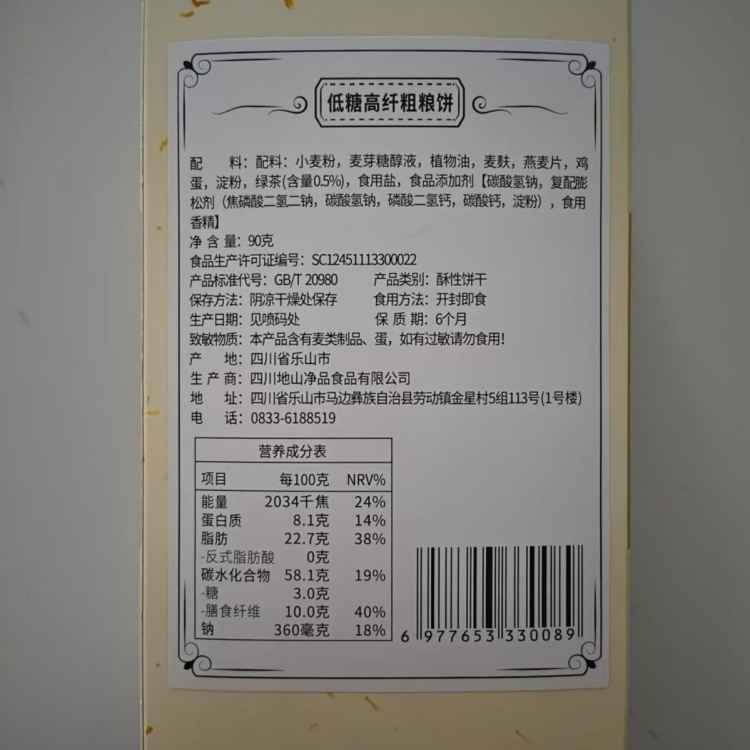 低糖高纤粗粮饼
配 料：配料：小麦粉，麦芽糖醇液，植物油，麦麸，燕麦片，鸡
蛋，淀粉，绿茶(含量0.5%)，食用盐，食品添加剂【碳酸氢钠，复配膨
松剂（焦磷酸二氢二钠，碳酸氢钠，磷酸二氢钙，碳酸钙，淀粉），食用
香精】
净 含 量：90克
食品生产许可证编号：SC12451113300022
产品标准代号：GB/T 20980 产品类别：酥性饼干
保存方法：阴凉干燥处保存 食用方法：开封即食
生产日期：见喷码处 保 质 期：6个月
致敏物质：本产品含有麦类制品、蛋，如有过敏请勿食用！
产 地：四川省乐山市
生 产 商：四川地山净品食品有限公司
地 址：四川省乐山市马边彝族自治县劳动镇金星村5组113号(1号楼)
电 话：0833-6188519
营养成分表
项目 每100克 NRV%
能量 2034千焦 24%
蛋白质 8.1克 14%
脂肪 22.7克 38%
-反式脂肪酸 0克
碳水化合物 58.1克 19%
-糖 3.0克
-膳食纤维 10.0克 40%
钠 360毫克 18%
6 977653 330089